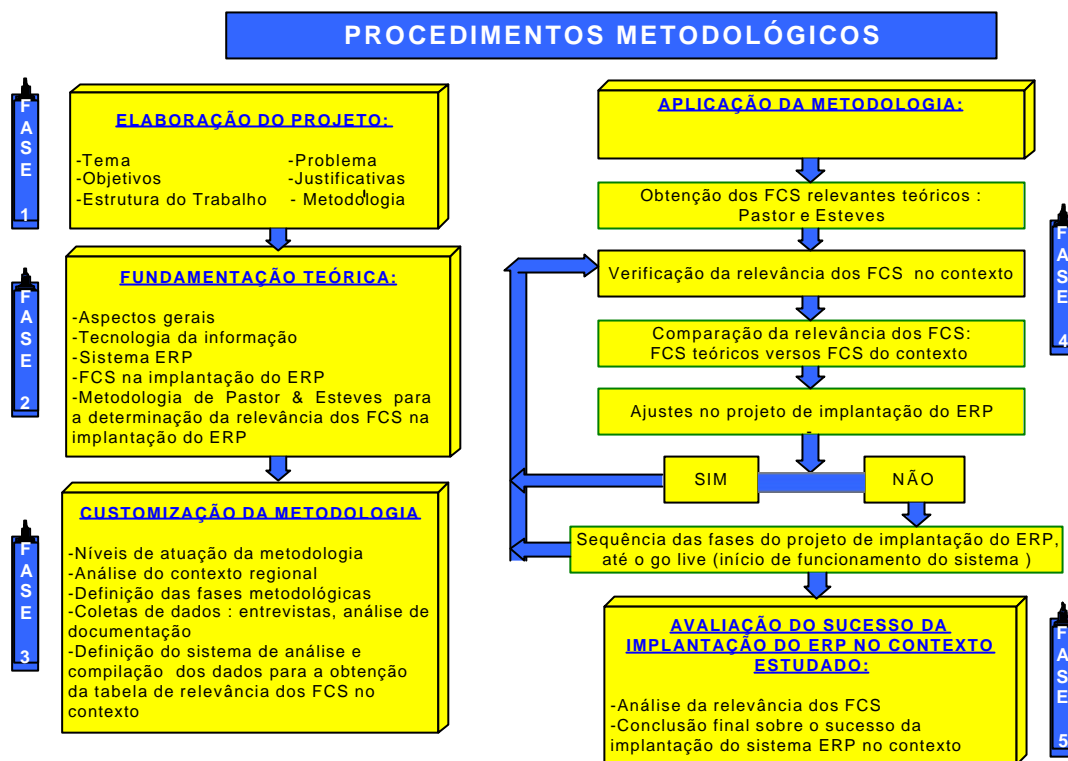 PROCEDIMENTOS METODOLÓGICOS
FASE 1
ELABORAÇÃO DO PROJETO:
-Tema -Problema
-Objetivos -Justificativas
-Estrutura do Trabalho - Metodologia
FASE 2
FUNDAMENTAÇÃO TEÓRICA:
-Aspectos gerais
-Tecnologia da informação
-Sistema ERP
-FCS na implantação do ERP
-Metodologia de Pastor & Esteves para
a determinação da relevância dos FCS na
implantação do ERP
FASE 3
CUSTOMIZAÇÃO DA METODOLOGIA
-Níveis de atuação da metodologia
-Análise do contexto regional
-Definição das fases metodológicas
-Coletas de dados : entrevistas, análise de
documentação
-Definição do sistema de análise e
compilação dos dados para a obtenção
da tabela de relevância dos FCS no
contexto
APLICAÇÃO DA METODOLOGIA:
FASE 4
Obtenção dos FCS relevantes teóricos :
Pastor e Esteves
Verificação da relevância dos FCS no contexto
Comparação da relevância dos FCS:
FCS teóricos versos FCS do contexto
Ajustes no projeto de implantação do ERP
SIM NÃO
Sequência das fases do projeto de implantação do ERP,
até o go live (início de funcionamento do sistema )
FASE 5
AVALIAÇÃO DO SUCESSO DA
IMPLANTAÇÃO DO ERP NO CONTEXTO
ESTUDADO:
-Análise da relevância dos FCS
-Conclusão final sobre o sucesso da
implantação do sistema ERP no contexto